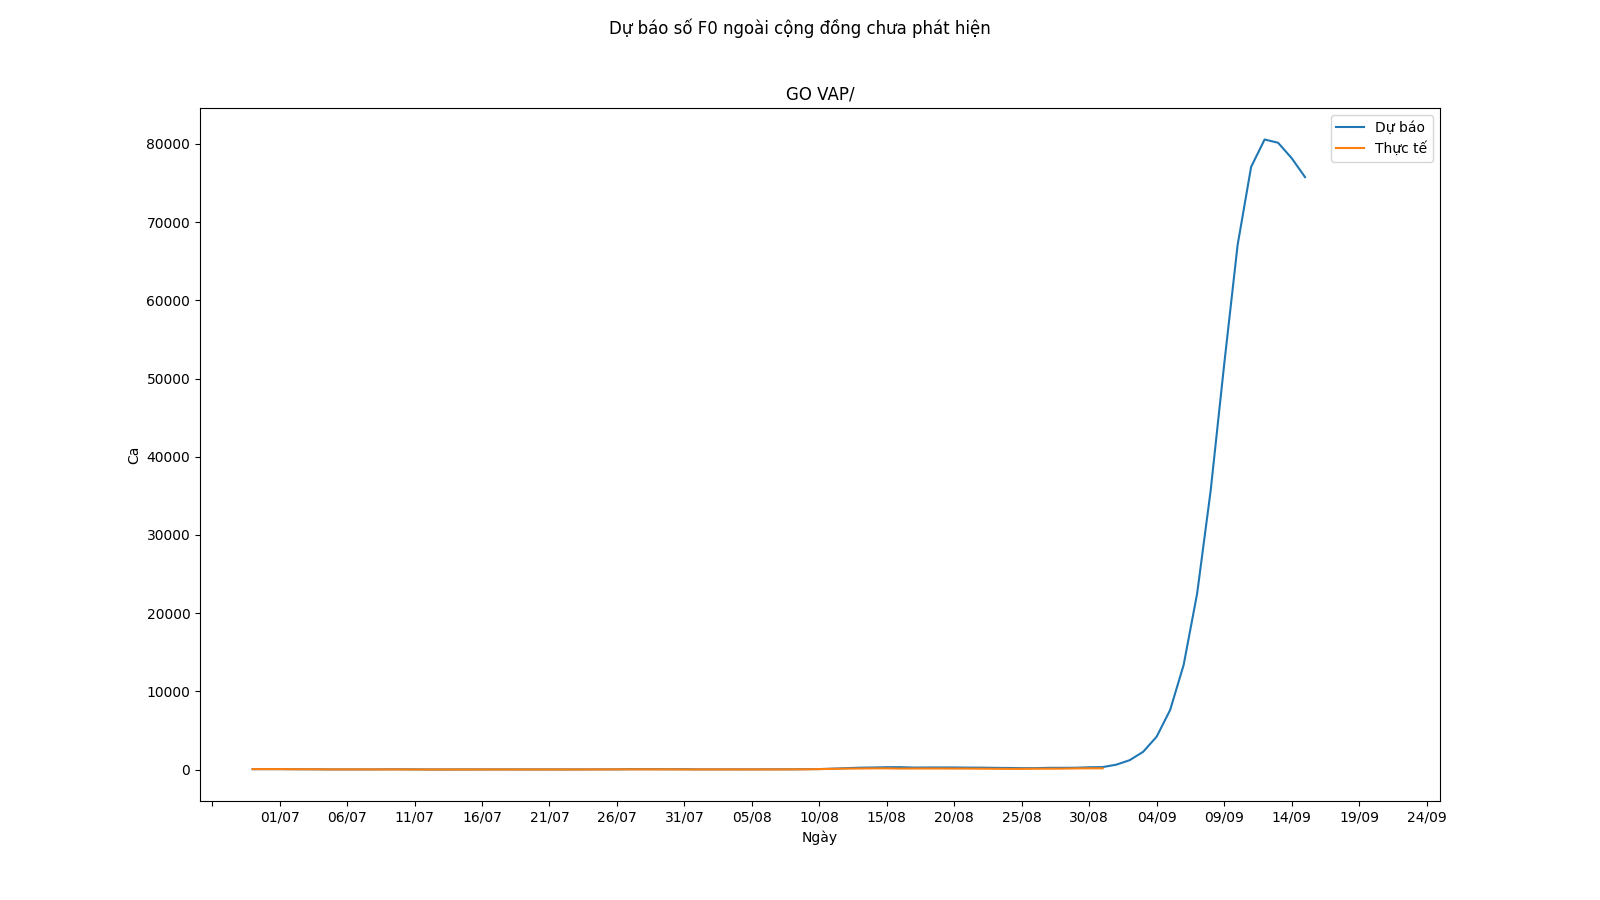 Dự báo số F0 ngoài cộng đồng chưa phát hiện
GO VAP/
Dự báo
Thực tế
80000
70000
60000
50000
40000
30000
20000
10000
0
Ca
01/07 06/07 11/07 16/07 21/07 26/07 31/07 05/08 10/08 15/08 20/08 25/08 30/08 04/09 09/09 14/09 19/09 24/09
Ngày